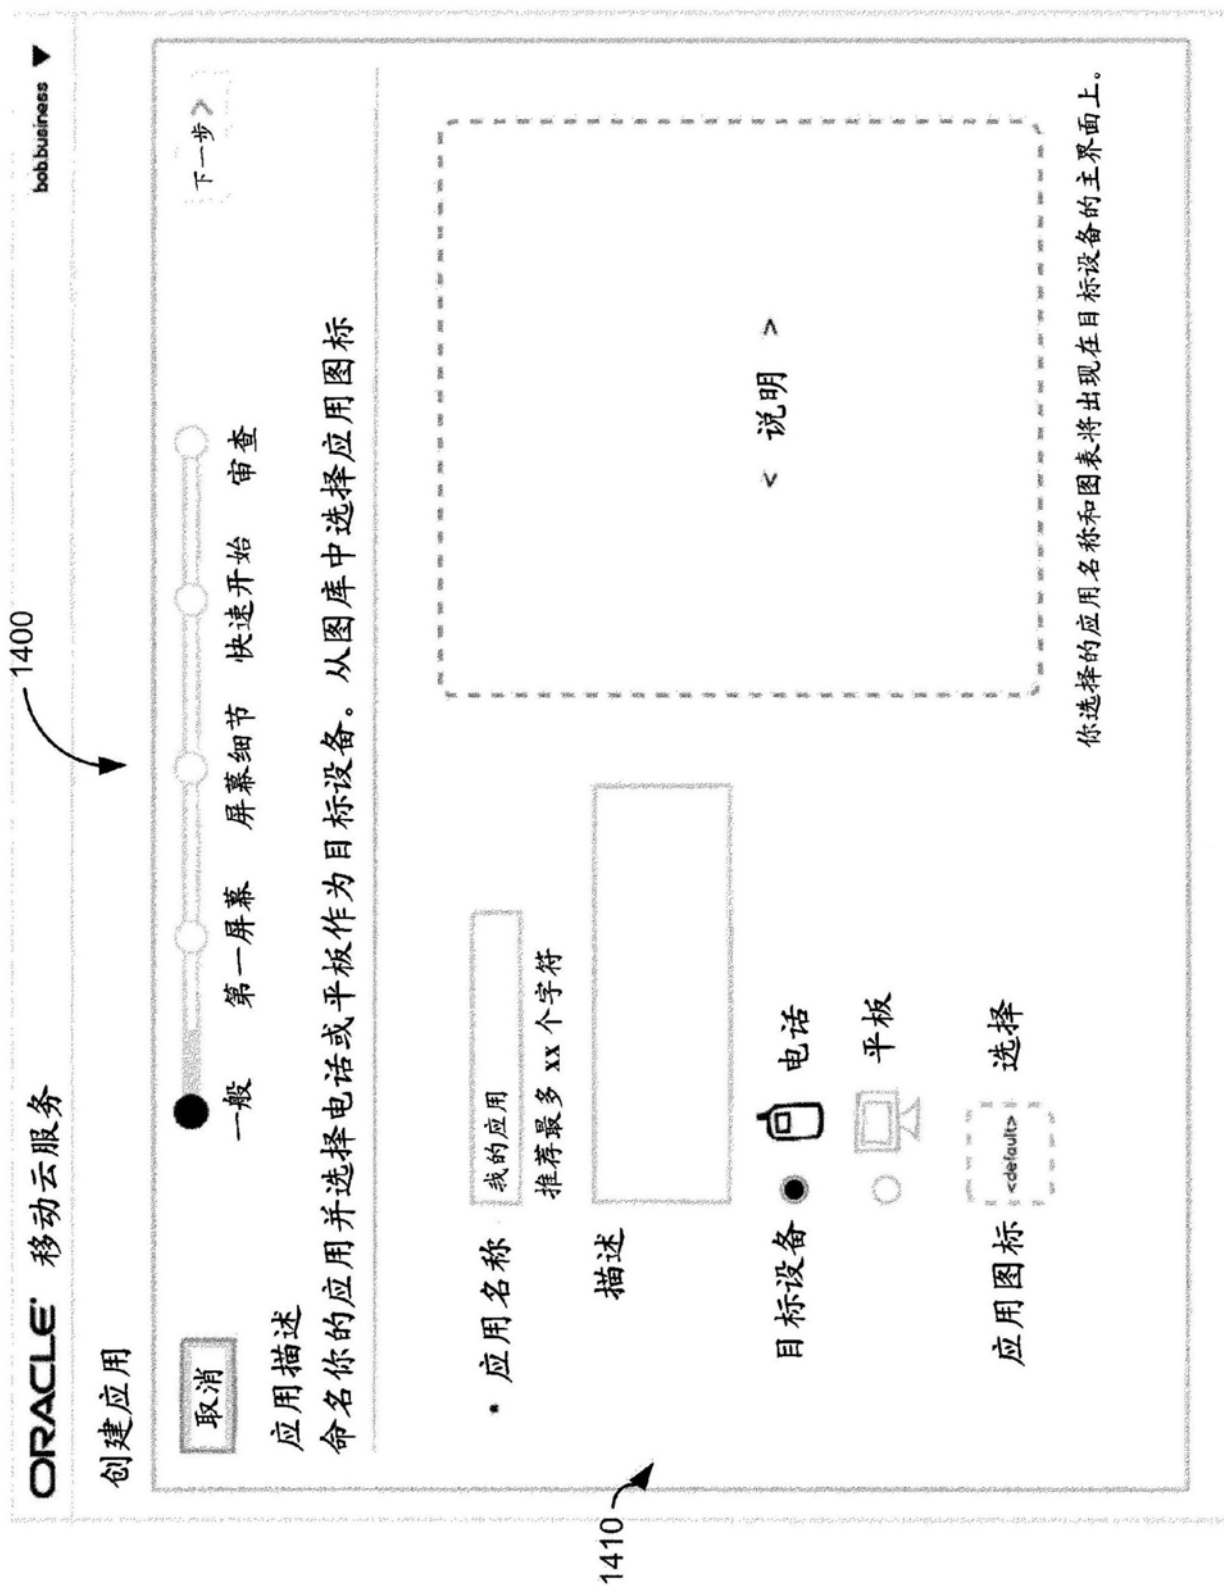 1400
ORACLE 移动云服务 bob.business
创建应用
取消 下一步 >
一般 第一屏幕 屏幕细节 快速开始 审查
应用描述
命名你的应用并选择电话或平板作为目标设备。从图库中选择应用图标
* 应用名称 我的应用
推荐最多 xx 个字符
描述
< 说明 >
目标设备 电话
平板
应用图标 <default> 选择
你选择的应用名称和图表将出现在目标设备的主界面上。
1410